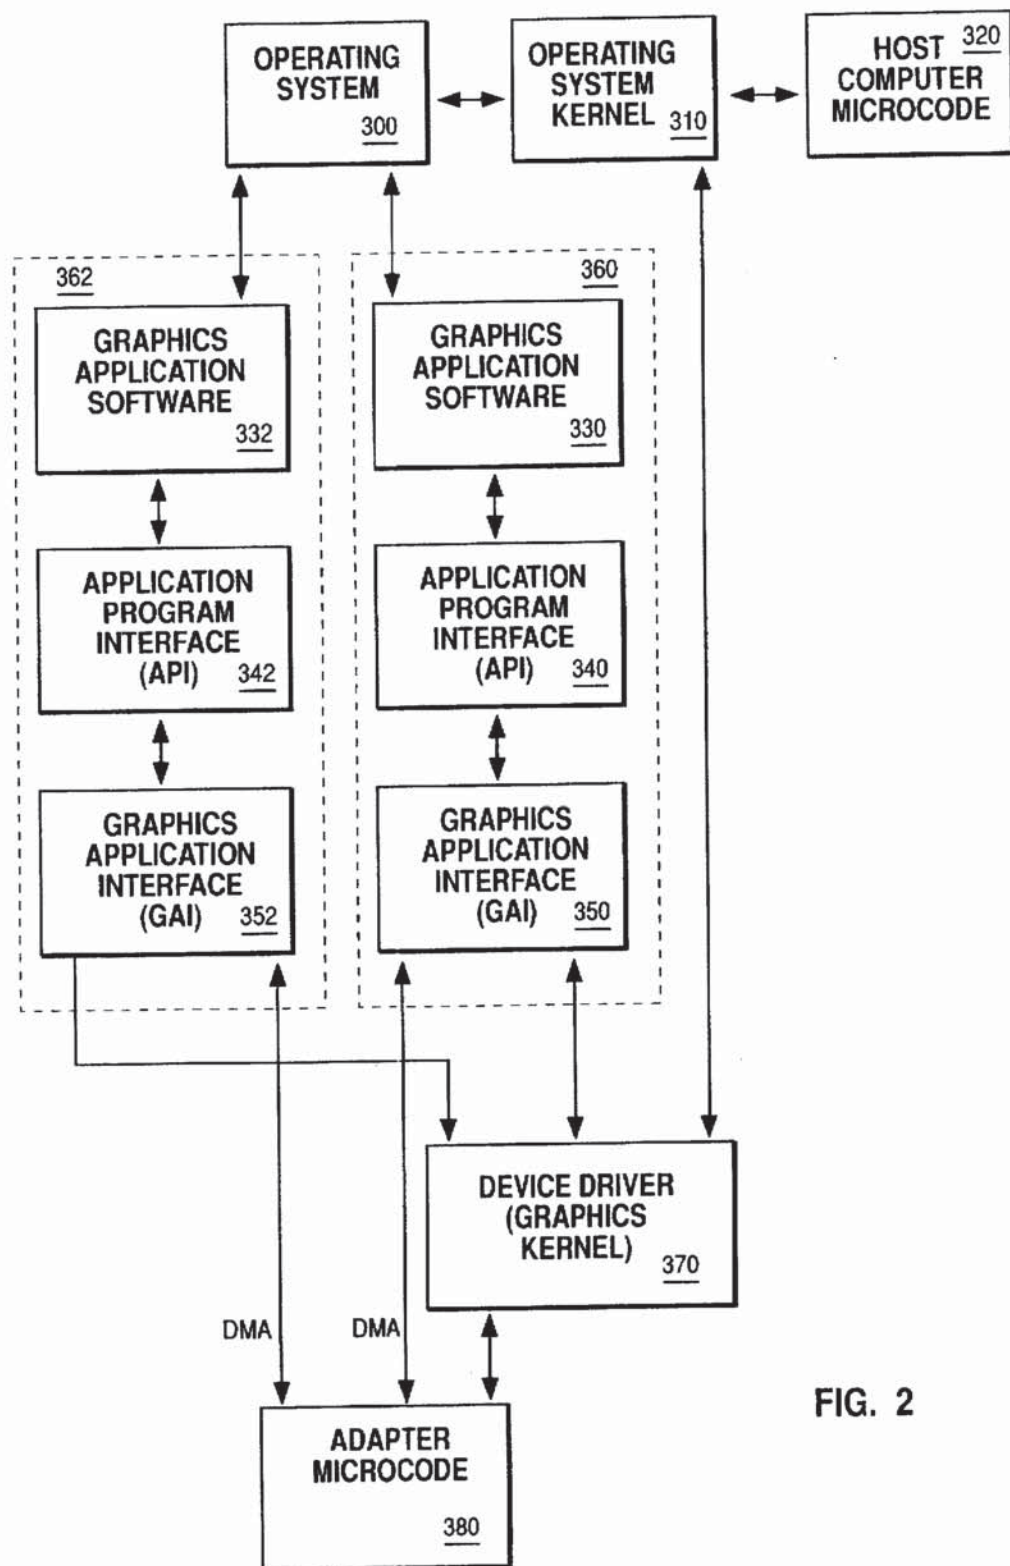 OPERATING
SYSTEM
300
OPERATING
SYSTEM
KERNEL
310
HOST
320
COMPUTER
MICROCODE
362
GRAPHICS
APPLICATION
SOFTWARE
332
360
GRAPHICS
APPLICATION
SOFTWARE
330
APPLICATION
PROGRAM
INTERFACE
(API)
342
APPLICATION
PROGRAM
INTERFACE
(API)
340
GRAPHICS
APPLICATION
INTERFACE
(GAI)
352
GRAPHICS
APPLICATION
INTERFACE
(GAI)
350
DEVICE DRIVER
(GRAPHICS
KERNEL)
370
DMA
DMA
ADAPTER
MICROCODE
380
FIG. 2